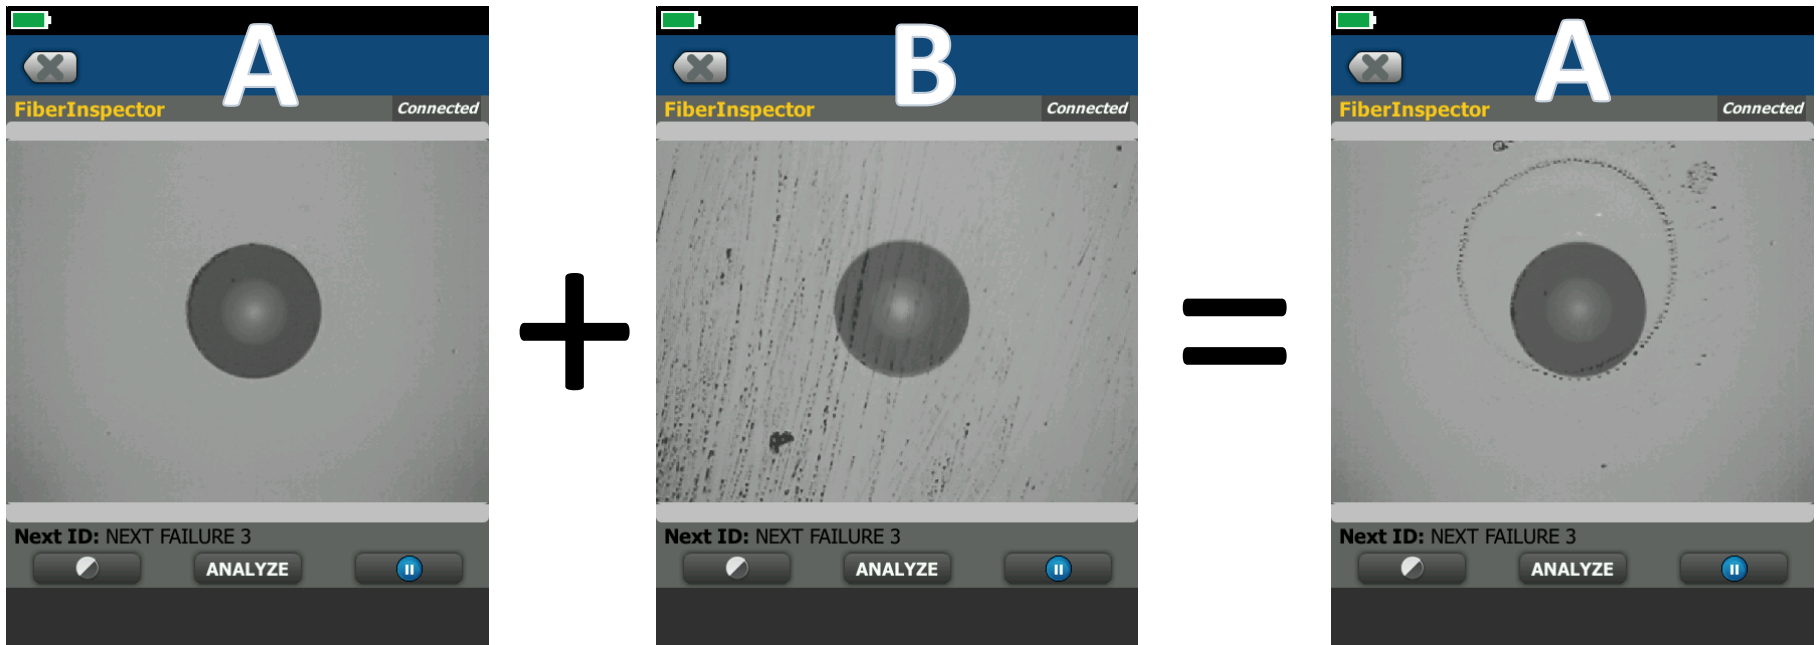 A
FiberInspector
Connected
Next ID: NEXT FAILURE 3
ANALYZE
+
B
FiberInspector
Connected
Next ID: NEXT FAILURE 3
ANALYZE
=
A
FiberInspector
Connected
Next ID: NEXT FAILURE 3
ANALYZE